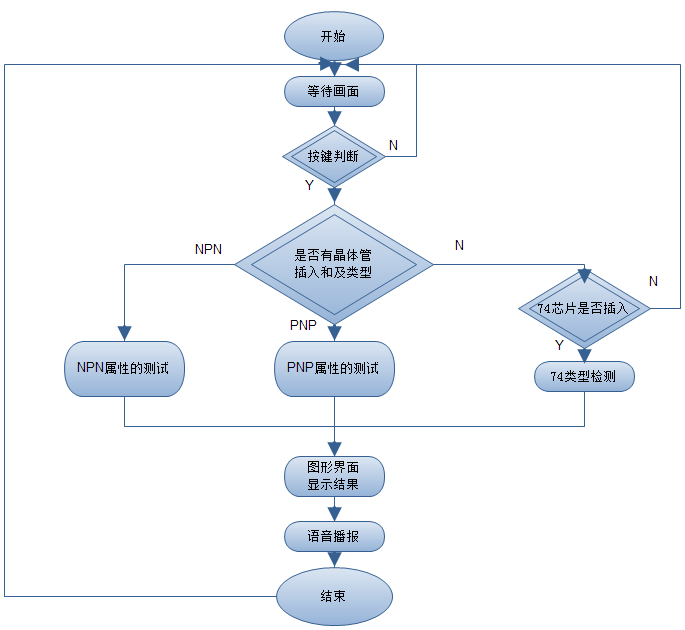 开始
等待画面
按键判断
N
Y
是否有晶体管
插入和及类型
NPN
N
PNP
74芯片是否插入
N
Y
NPN属性的测试
PNP属性的测试
74类型检测
图形界面
显示结果
语音播报
结束